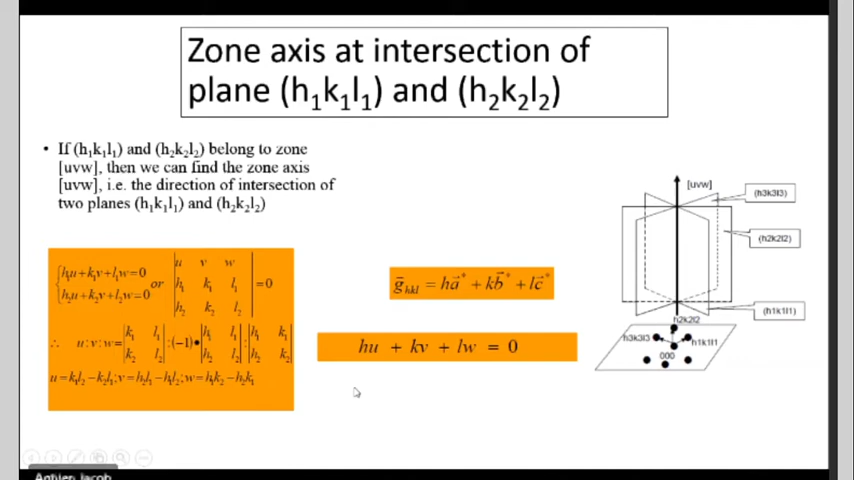 Zone axis at intersection of
plane (h₁k₁l₁) and (h₂k₂l₂)
• If (h₁k₁l₁) and (h₂k₂l₂) belong to zone
[uvw], then we can find the zone axis
[uvw], i.e. the direction of intersection of
two planes (h₁k₁l₁) and (h₂k₂l₂)
h₁u+k₁v+l₁w=0
h₂u+k₂v+l₂w=0
or
u v w
h₁ k₁ l₁
h₂ k₂ l₂
=0
∴ u:v:w= |k₁ l₁ / k₂ l₂| :(-1)• |h₁ l₁ / h₂ l₂| : |h₁ k₁ / h₂ k₂|
u=k₁l₂−k₂l₁;v=h₂l₁−h₁l₂;w=h₁k₂−h₂k₁
g̅hkl = ha⃗* + kb⃗* + lc⃗*
hu + kv + lw = 0
[uvw]
(h3k3l3)
(h2k2l2)
(h1k1l1)
h2k2l2
h3k3l3
h1k1l1
000
Jacob